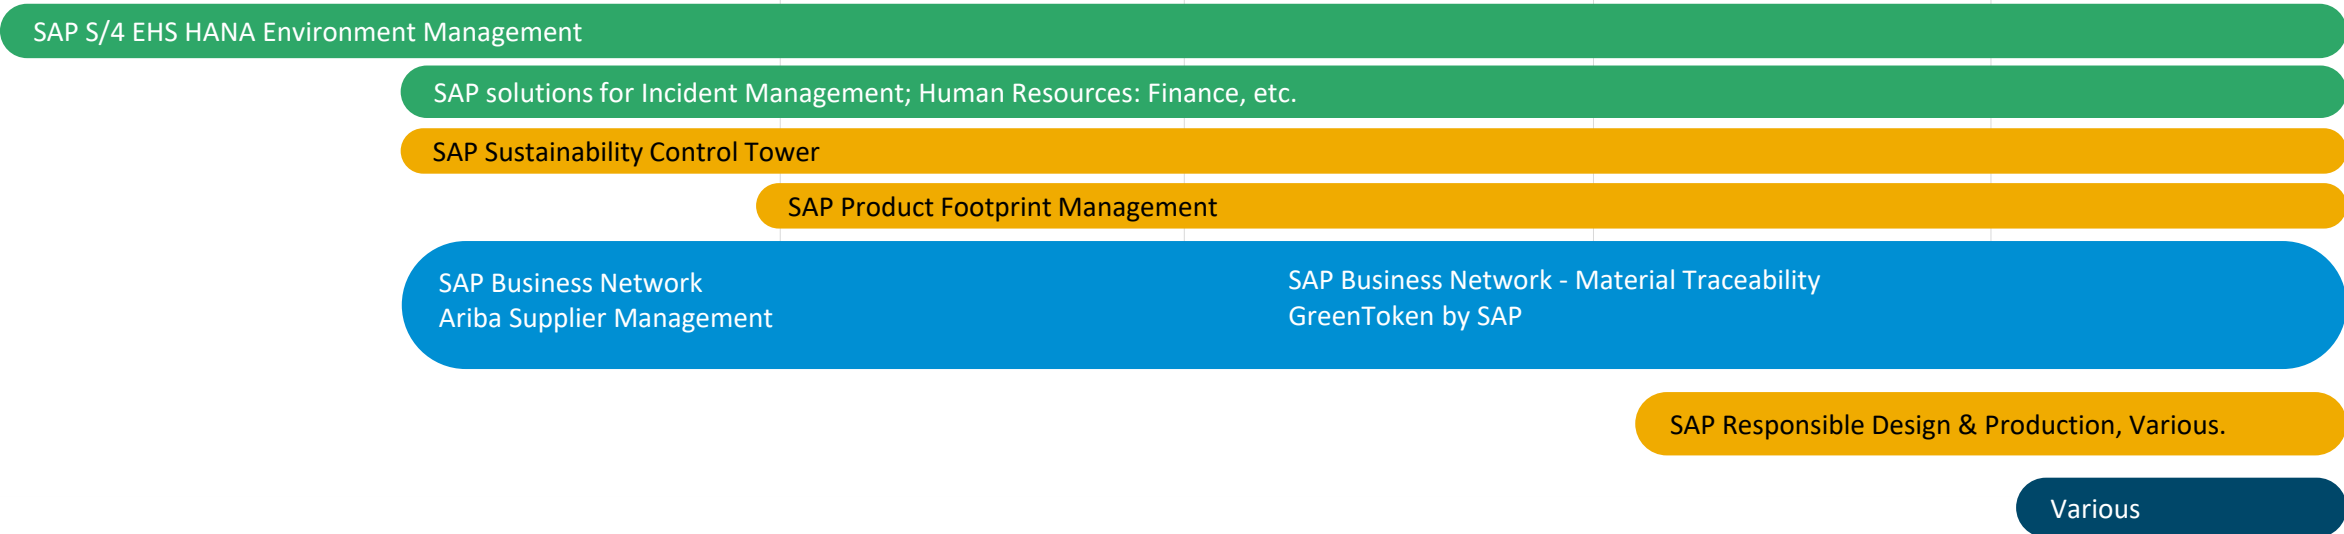 SAP S/4 EHS HANA Environment Management
SAP solutions for Incident Management; Human Resources: Finance, etc.
SAP Sustainability Control Tower
SAP Product Footprint Management
SAP Business Network
Ariba Supplier Management
SAP Business Network - Material Traceability
GreenToken by SAP
SAP Responsible Design & Production, Various.
Various